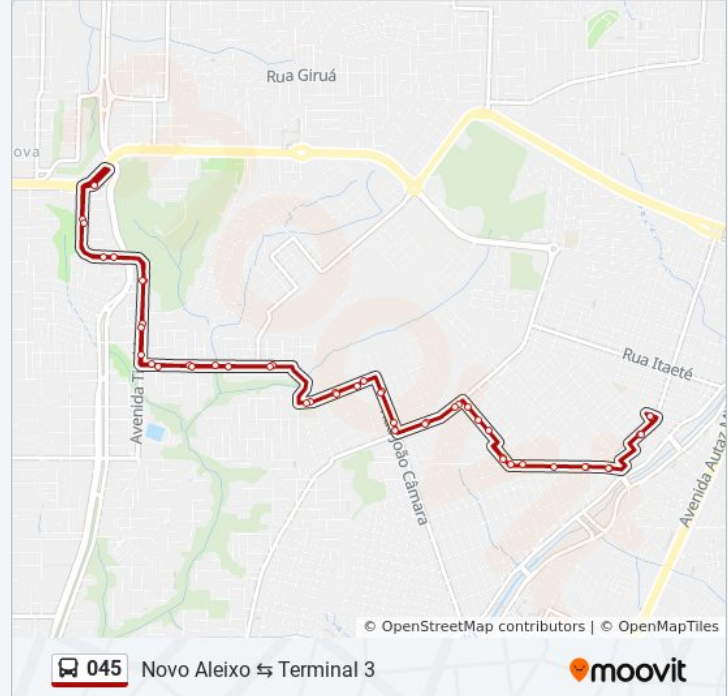 Rua Giruá
ova
Rua Itaeté
Avenida T
João Câmara
Avenida Autaz M
© OpenStreetMap contributors | © OpenMapTiles
045 Novo Aleixo ⇆ Terminal 3
moovit